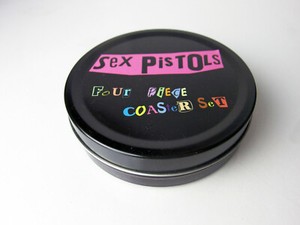 Sex PiSTOLS
FOuR PIECE
COASteR SeT